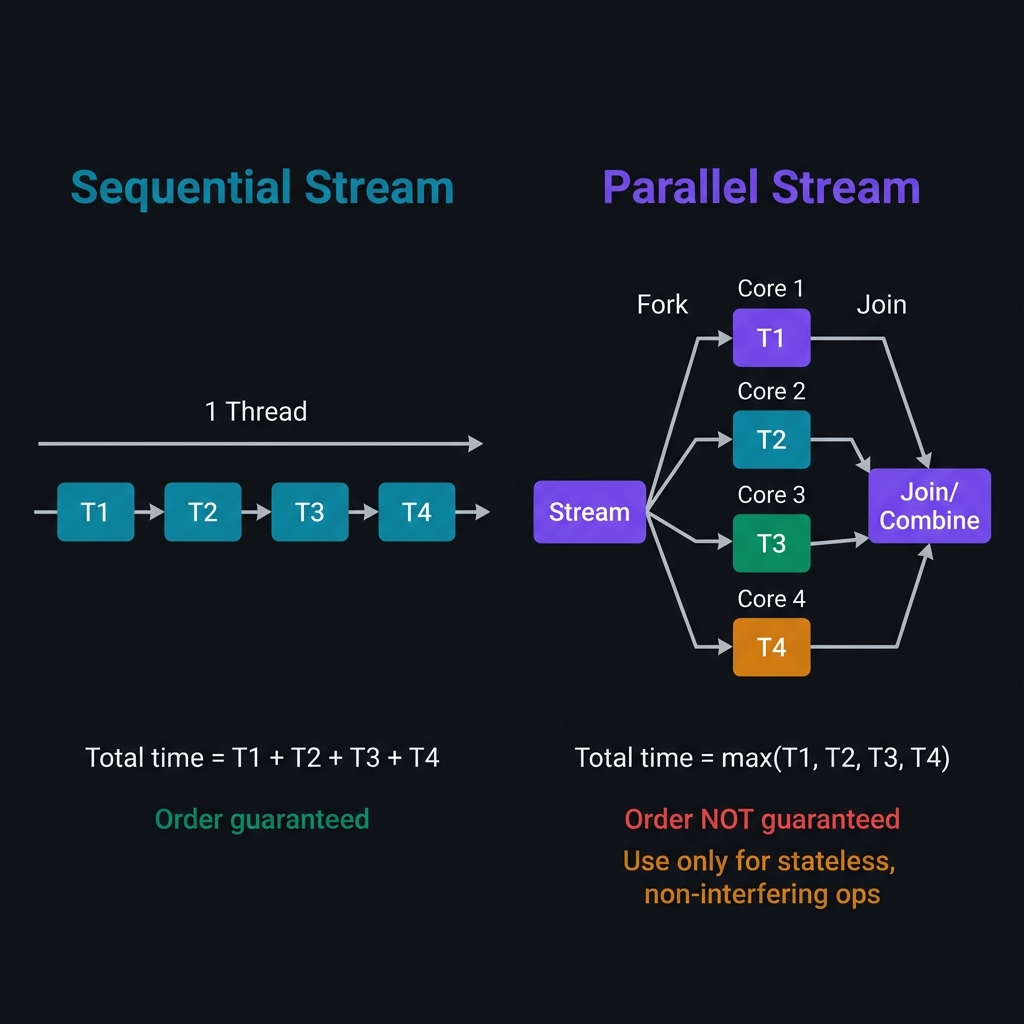 Sequential Stream
1 Thread
T1
T2
T3
T4
Total time = T1 + T2 + T3 + T4
Order guaranteed
Parallel Stream
Fork
Core 1
Join
T1
Core 2
T2
Core 3
Stream
T3
Join/
Combine
Core 4
T4
Total time = max(T1, T2, T3, T4)
Order NOT guaranteed
Use only for stateless,
non-interfering ops